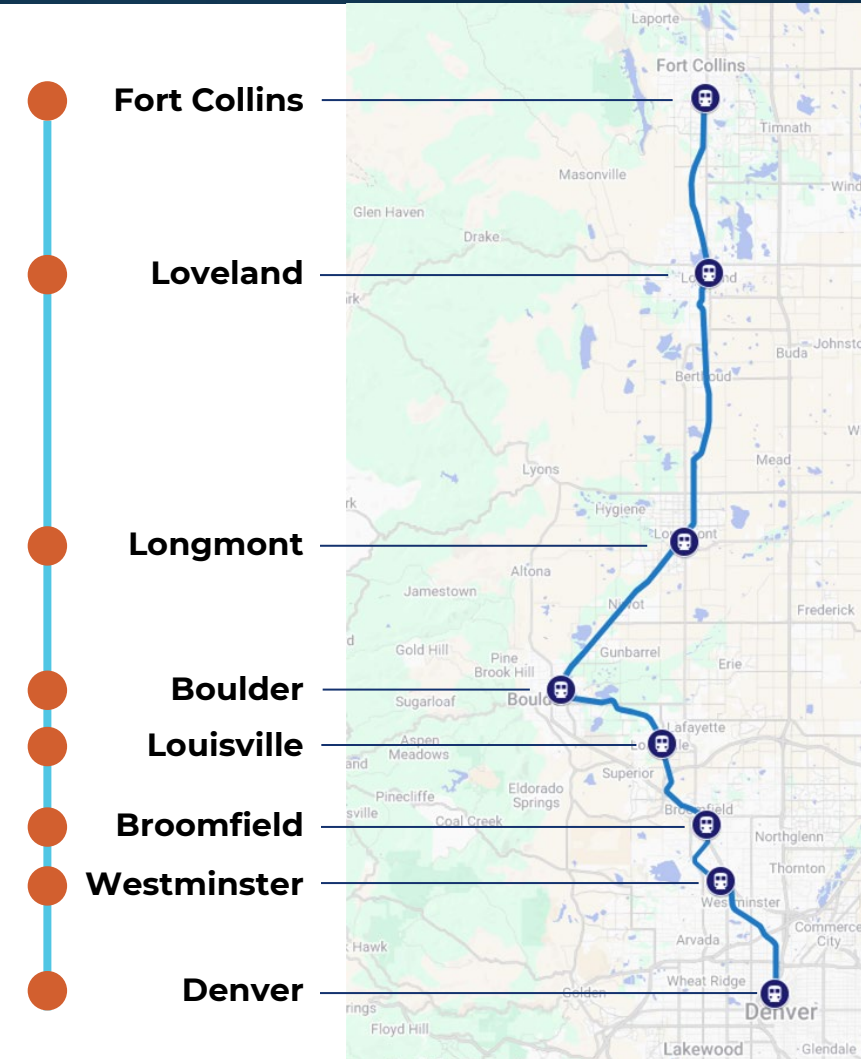 Fort Collins
Loveland
Longmont
Boulder
Louisville
Broomfield
Westminster
Denver
Laporte
Fort Collins
Timnath
Masonville
Wind
Glen Haven
Drake
Johnsto
Buda
Berthoud
Lyons
Mead
Hygiene
Altona
Jamestown
Niwot
Frederick
Gold Hill
Pine
Brook Hill
Gunbarrel
Erie
Sugarloaf
Lafayette
Aspen
Meadows
Superior
Eldorado
Springs
Pinecliffe
sville
Coal Creek
Northglenn
Thornton
Westminster
Commerce
City
Arvada
Hawk
Wheat Ridge
Golden
rings
Denver
Floyd Hill
Lakewood
Glendale